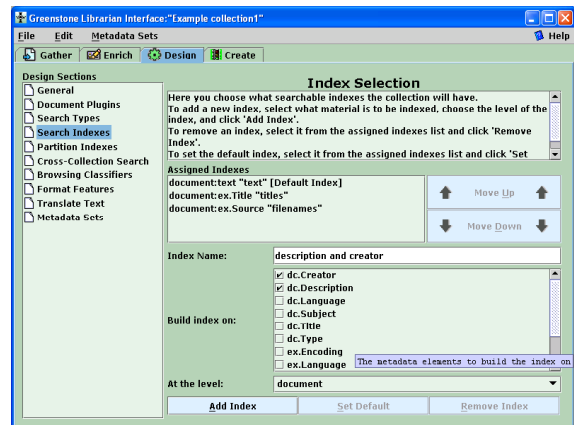 Greenstone Librarian Interface:"Example collection1"
File Edit Metadata Sets Help
Gather Enrich Design Create
Design Sections
General
Document Plugins
Search Types
Search Indexes
Partition Indexes
Cross-Collection Search
Browsing Classifiers
Format Features
Translate Text
Metadata Sets
Index Selection
Here you choose what searchable indexes the collection will have.
To add a new index, select what material is to be indexed, choose the level of the
index, and click 'Add Index'.
To remove an index, select it from the assigned indexes list and click 'Remove
Index'.
To set the default index, select it from the assigned indexes list and click 'Set
Assigned Indexes
document:text "text" [Default Index]
document:ex.Title "titles"
document:ex.Source "filenames"
Move Up
Move Down
Index Name: description and creator
Build index on:
dc.Creator
dc.Description
dc.Language
dc.Subject
dc.Title
dc.Type
ex.Encoding
ex.Language
The metadata elements to build the index on
At the level: document
Add Index Set Default Remove Index